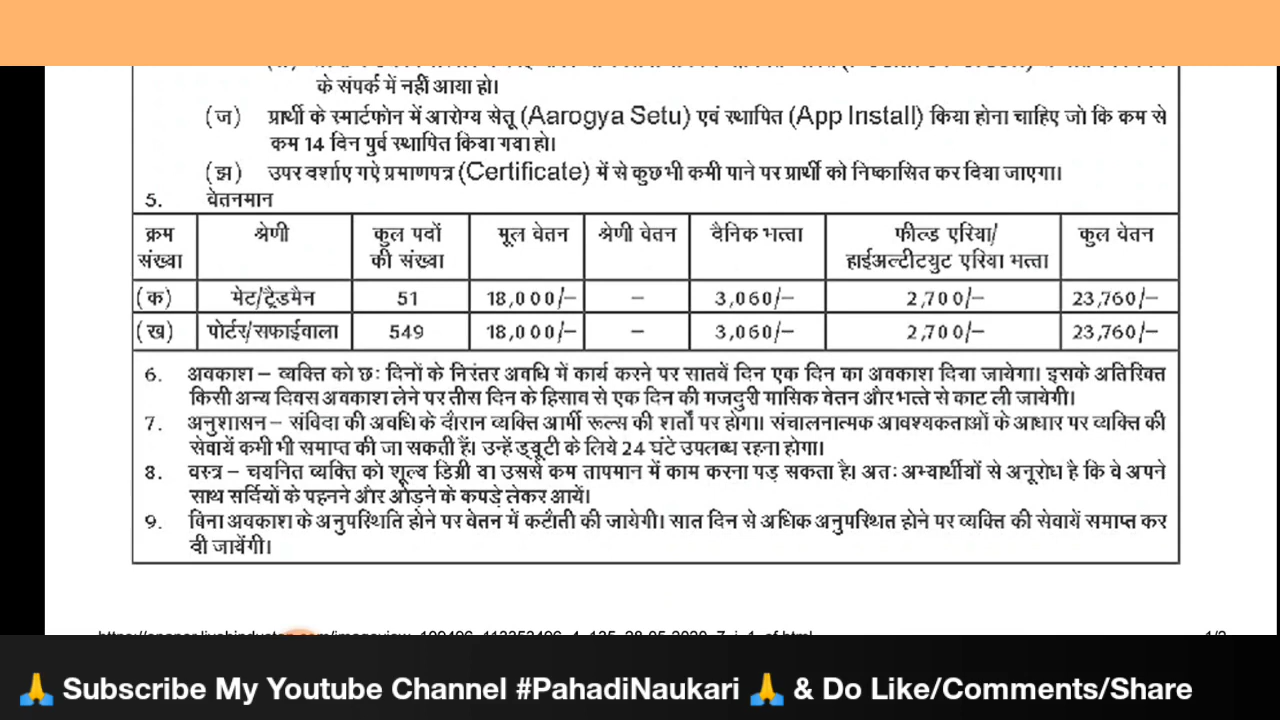 के संपर्क में नहीं आया हो।
(ज) प्रार्थी के स्मार्टफोन में आरोग्य सेतू (Aarogya Setu) एवं स्थापित (App Install) किया होना चाहिए जो कि कम से
कम 14 दिन पुर्व स्थापित किया गया हो।
(झ) उपर दर्शाए गऐ प्रमाणपत्र (Certificate) में से कुछ भी कमी पाने पर प्रार्थी को निष्कासित कर दिया जाएगा।
5. वेतनमान
क्रम संख्या श्रेणी कुल पदों की संख्या मूल वेतन श्रेणी वेतन दैनिक भत्ता फील्ड एरिया/ हाईअल्टीटयुट एरिया भत्ता कुल वेतन
(क) मेट/ट्रैडमैन 51 18,000/- – 3,060/- 2,700/- 23,760/-
(ख) पोर्टर/सफाईवाला 549 18,000/- – 3,060/- 2,700/- 23,760/-
6. अवकाश – व्यक्ति को छः दिनों के निरंतर अवधि में कार्य करने पर सातवें दिन एक दिन का अवकाश दिया जायेगा। इसके अतिरिक्त
किसी अन्य दिवस अवकाश लेने पर तीस दिन के हिसाव से एक दिन की मजदुरी मासिक वेतन और भत्ते से काट ली जायेगी।
7. अनुशासन – संविदा की अवधि के दौरान व्यक्ति आर्मी रूल्स की शर्तों पर होगा। संचालनात्मक आवश्यकताओं के आधार पर व्यक्ति की
सेवायें कभी भी समाप्त की जा सकती हैं। उन्हें ड्यूटी के लिये 24 घंटे उपलब्ध रहना होगा।
8. वस्त्र – चयनित व्यक्ति को शून्य डिग्री या उससे कम तापमान में काम करना पड़ सकता है। अतः अभ्यार्थीयों से अनूरोध है कि वे अपने
साथ सर्दियों के पहनने और ओड़ने के कपड़े लेकर आयें।
9. बिना अवकाश के अनुपस्थिति होने पर वेतन में कटौती की जायेगी। सात दिन से अधिक अनुपस्थित होने पर व्यक्ति की सेवायें समाप्त कर
दी जायेंगी।
🙏 Subscribe My Youtube Channel #PahadiNaukari 🙏 & Do Like/Comments/Share